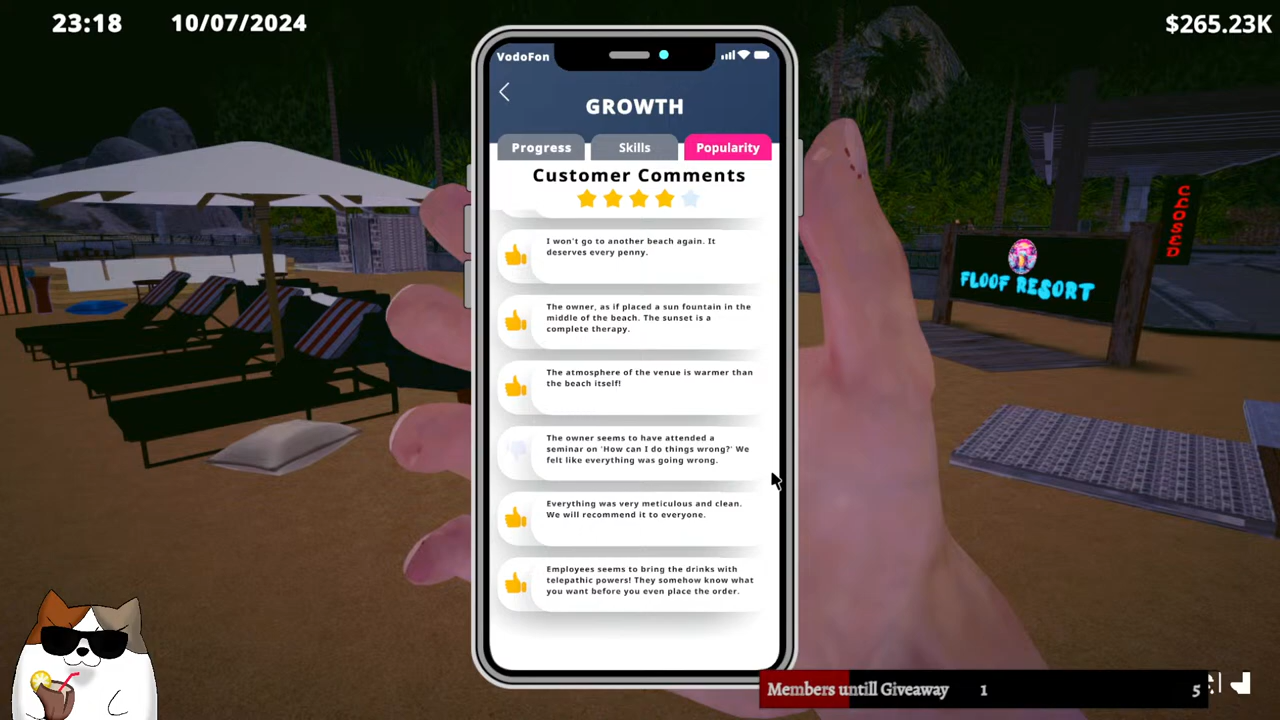 23:18
10/07/2024
$265.23K
VodoFon
GROWTH
Progress
Skills
Popularity
Customer Comments
I won't go to another beach again. It
deserves every penny.
The owner, as if placed a sun fountain in the
middle of the beach. The sunset is a
complete therapy.
The atmosphere of the venue is warmer than
the beach itself!
The owner seems to have attended a
seminar on 'How can I do things wrong?' We
felt like everything was going wrong.
Everything was very meticulous and clean.
We will recommend it to everyone.
Employees seems to bring the drinks with
telepathic powers! They somehow know what
you want before you even place the order.
CLOSED
FLOOF RESORT
Members untill Giveaway 1 5